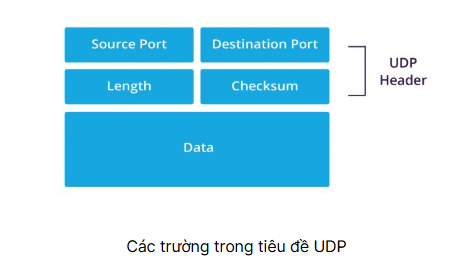 Source Port
Destination Port
UDP
Header
Length
Checksum
Data
Các trường trong tiêu đề UDP